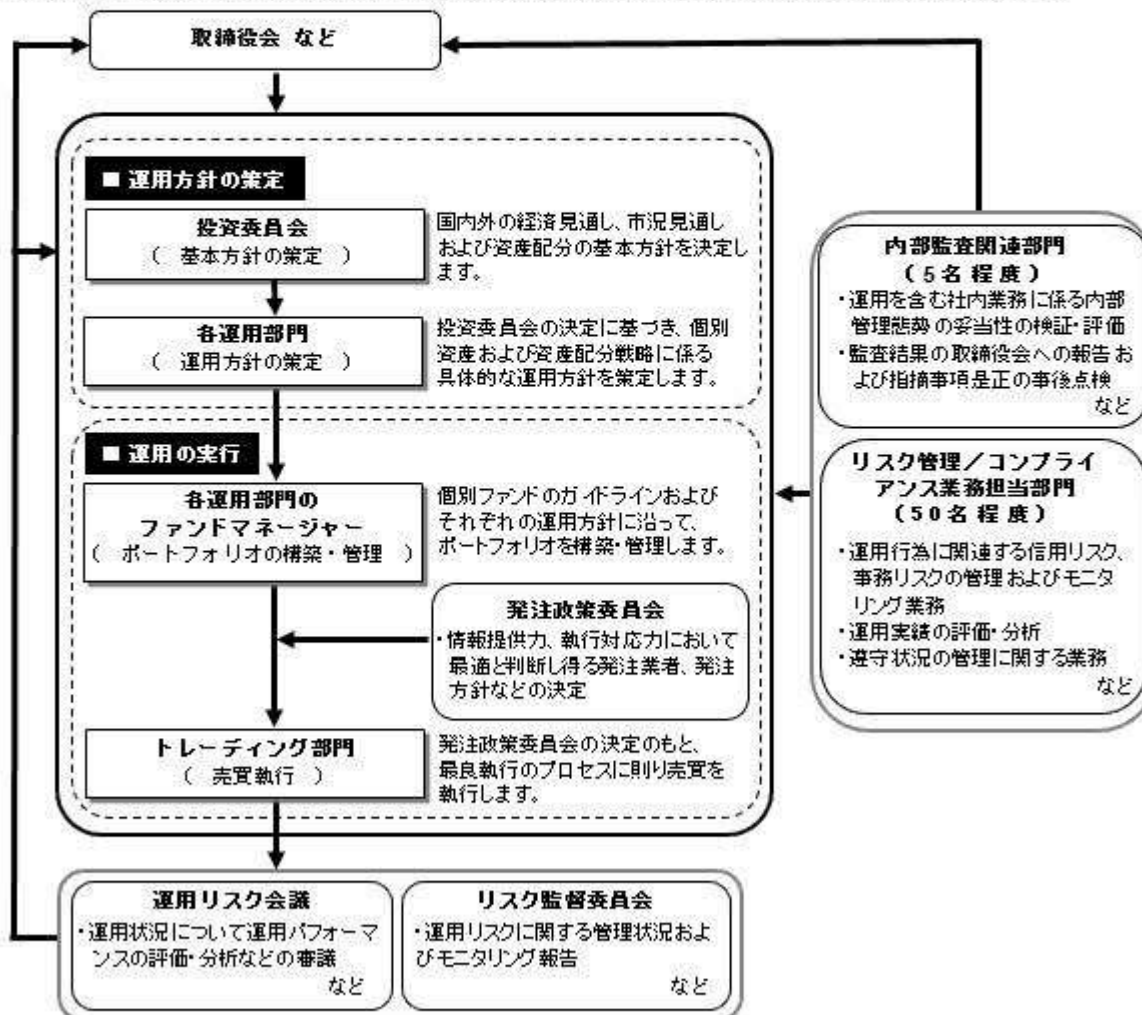 取締役会 など
■ 運用方針の策定
投資委員会
( 基本方針の策定 )
国内外の経済見通し、市況見通し
および資産配分の基本方針を決定し
ます。
各運用部門
( 運用方針の策定 )
投資委員会の決定に基づき、個別
資産および資産配分戦略に係る
具体的な運用方針を策定します。
■ 運用の実行
各運用部門の
ファンドマネージャー
( ポートフォリオの構築・管理 )
個別ファンドのガイドラインおよび
それぞれの運用方針に沿って、
ポートフォリオを構築・管理します。
発注政策委員会
・情報提供力、執行対応力において
最適と判断し得る発注業者、発注
方針などの決定
トレーディング部門
( 売買執行 )
発注政策委員会の決定のもと、
最良執行のプロセスに則り売買を
執行します。
内部監査関連部門
(5名程度)
・運用を含む社内業務に係る内部
管理態勢の妥当性の検証・評価
・監査結果の取締役会への報告お
よび指摘事項是正の事後点検
など
リスク管理/コンプライ
アンス業務担当部門
(50名程度)
・運用行為に関連する信用リスク、
事務リスクの管理およびモニタ
リング業務
・運用実績の評価・分析
・遵守状況の管理に関する業務
など
運用リスク会議
・運用状況について運用パフォーマ
ンスの評価・分析などの審議
など
リスク監督委員会
・運用リスクに関する管理状況およ
びモニタリング報告
など